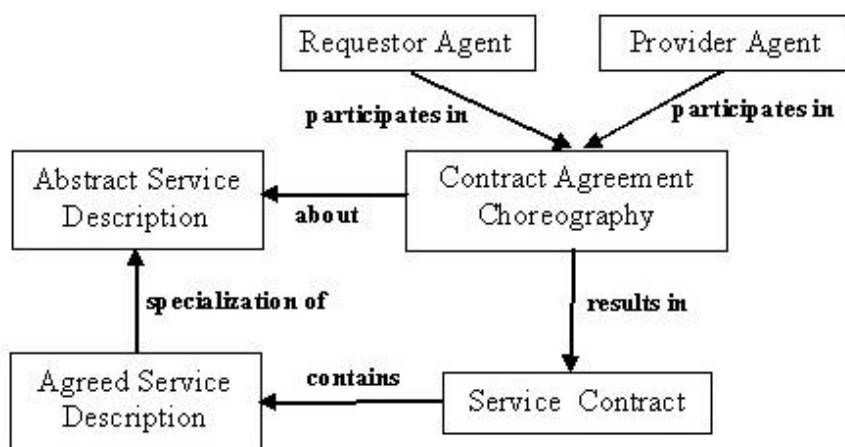 Requestor Agent
Provider Agent
participates in
participates in
Abstract Service
Description
about
Contract Agreement
Choreography
specialization of
results in
Agreed Service
Description
contains
Service Contract